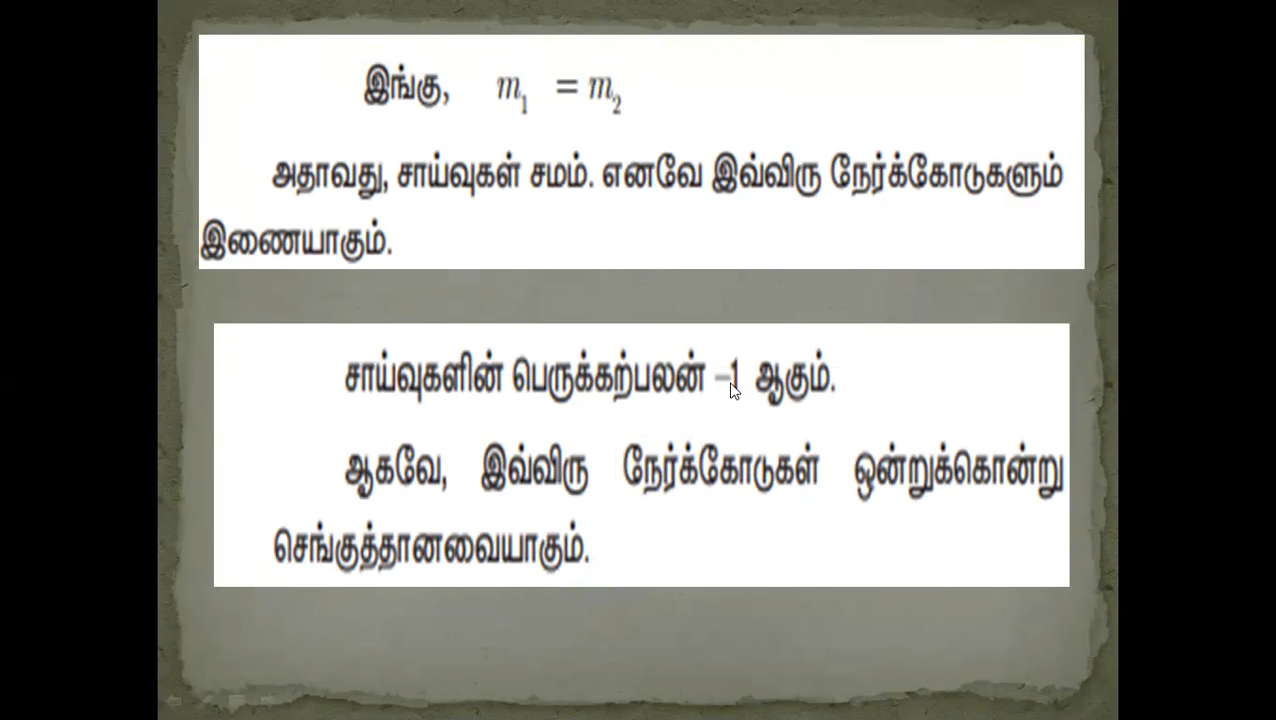 இங்கு, m₁ = m₂
அதாவது, சாய்வுகள் சமம். எனவே இவ்விரு நேர்க்கோடுகளும்
இணையாகும்.
சாய்வுகளின் பெருக்கற்பலன் –1 ஆகும்.
ஆகவே, இவ்விரு நேர்க்கோடுகள் ஒன்றுக்கொன்று
செங்குத்தானவையாகும்.